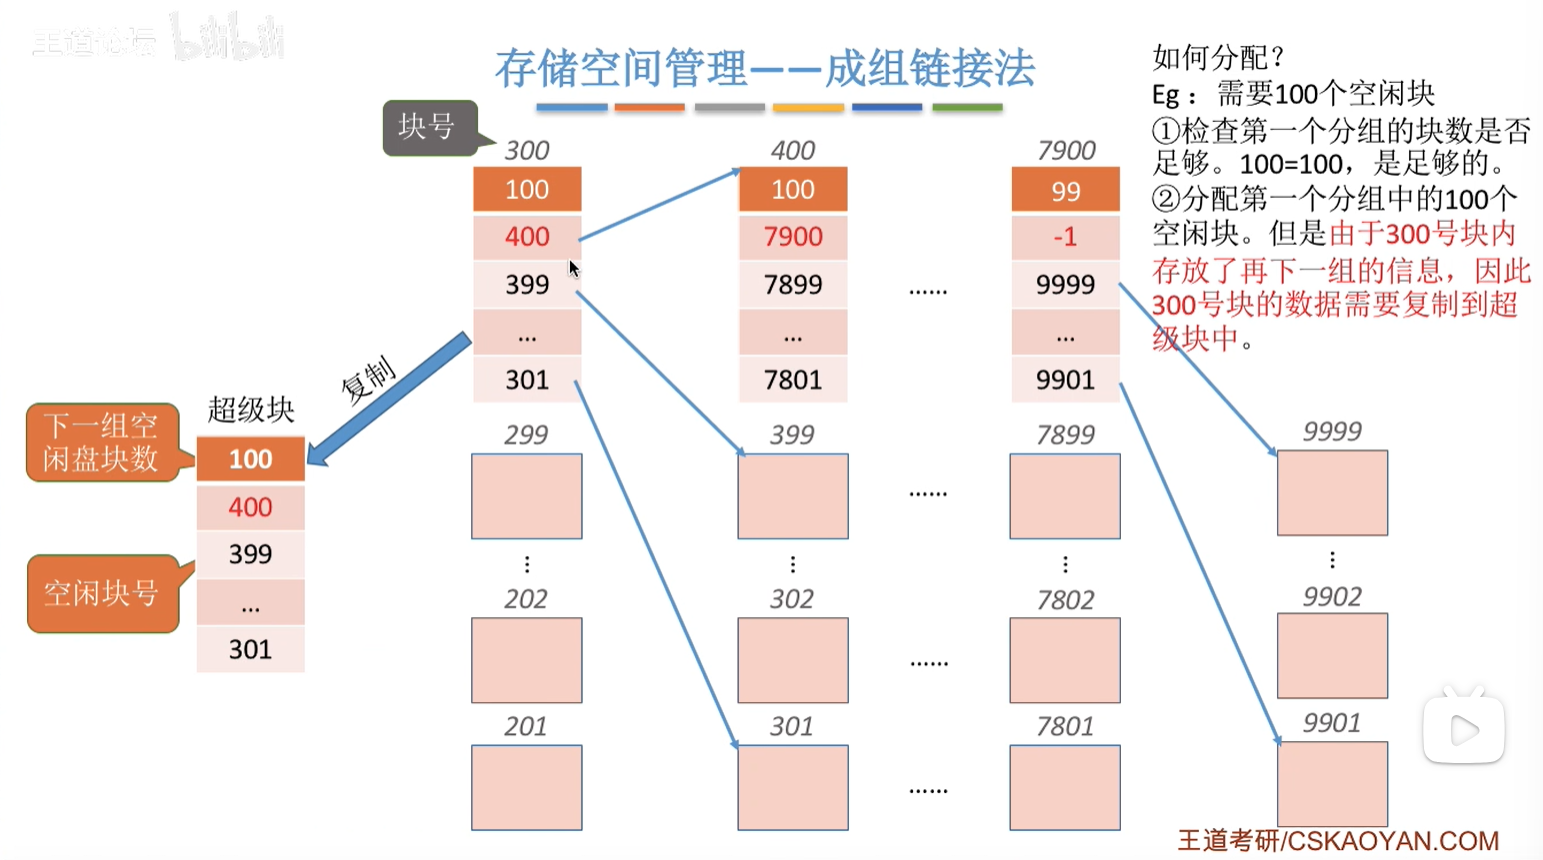 王道论坛 bilibili
存储空间管理——成组链接法
如何分配？
Eg： 需要100个空闲块
①检查第一个分组的块数是否
足够。100=100，是足够的。
②分配第一个分组中的100个
空闲块。但是由于300号块内
存放了再下一组的信息，因此
300号块的数据需要复制到超
级块中。
块号
300 400 7900
100 100 99
400 7900 -1
399 7899 …… 9999
... ... ...
301 7801 9901
复制
超级块
下一组空
闲盘块数
100
400
空闲块号
399
...
301
299 399 7899 9999
……
⋮ ⋮ ⋮ ⋮
202 302 7802 9902
……
201 301 7801 9901
……
王道考研/CSKAOYAN.COM